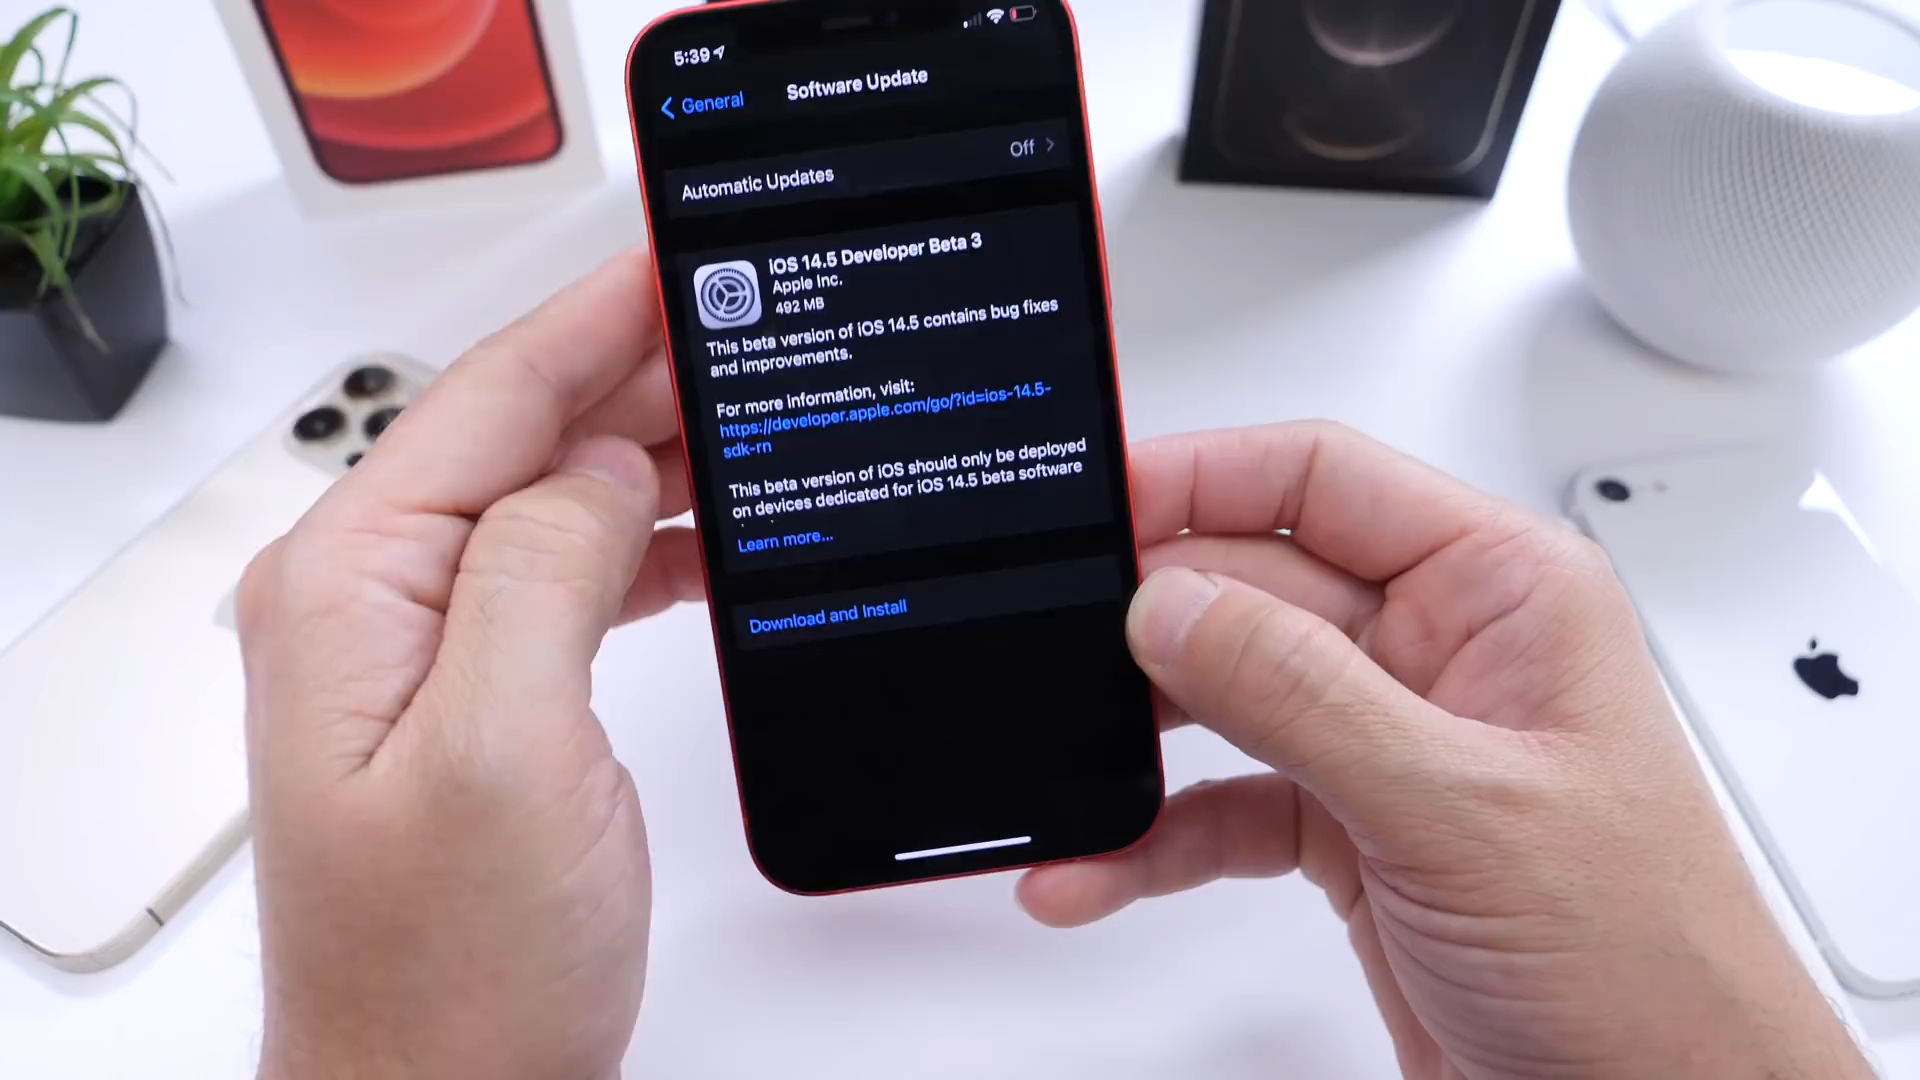 5:39
General
Software Update
Automatic Updates
Off
iOS 14.5 Developer Beta 3
Apple Inc.
492 MB
This beta version of iOS 14.5 contains bug fixes
and improvements.
For more information, visit:
https://developer.apple.com/go/?id=ios-14.5-
sdk-rn
This beta version of iOS should only be deployed
on devices dedicated for iOS 14.5 beta software
Learn more...
Download and Install